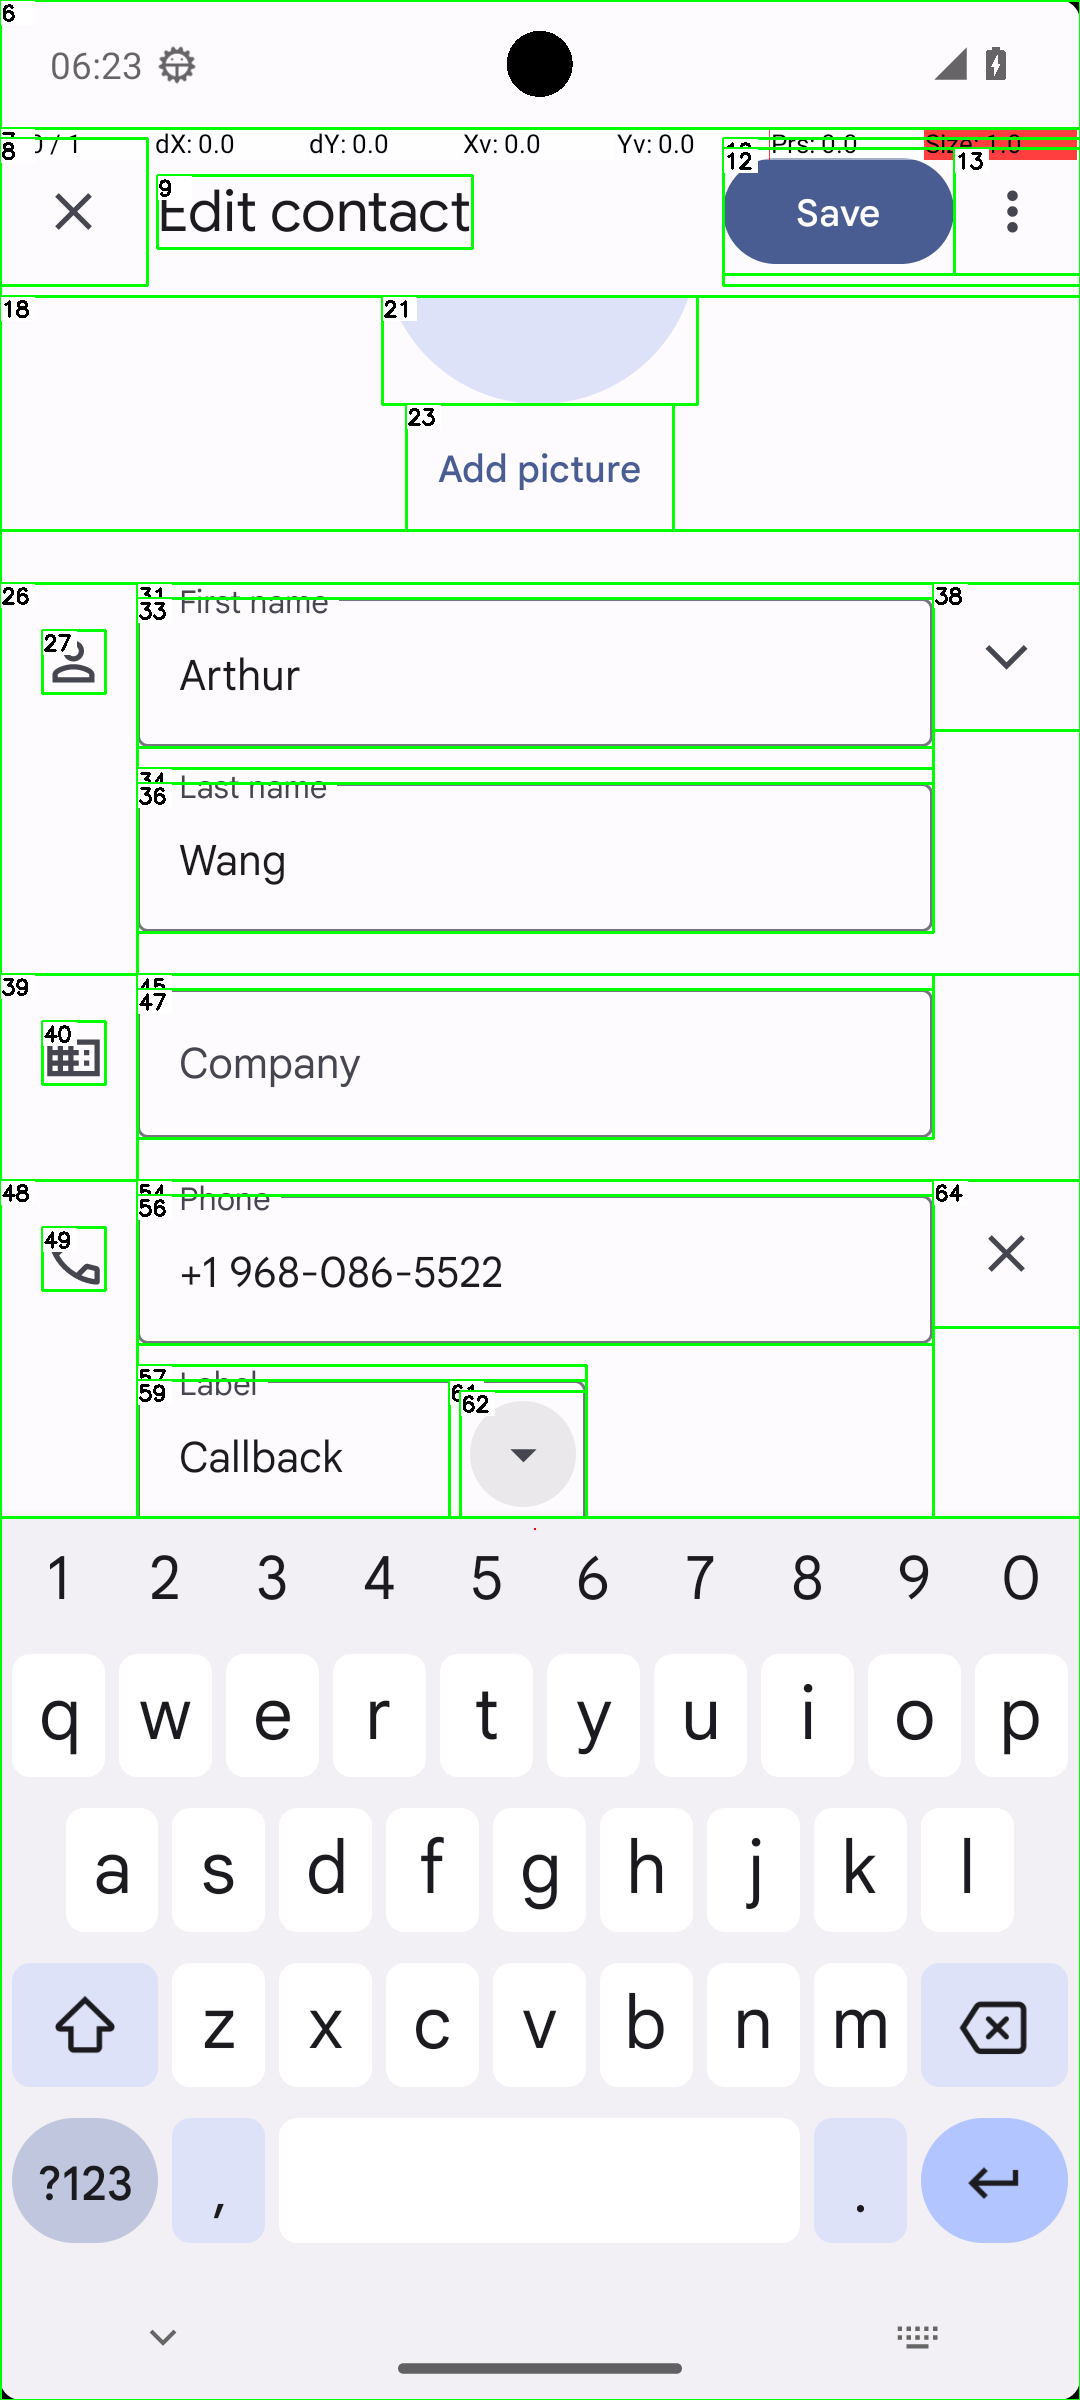 06:23
0 / 1 dX: 0.0 dY: 0.0 Xv: 0.0 Yv: 0.0 Prs: 0.0 Size: 1.0
Edit contact
Save
Add picture
First name
Arthur
Last name
Wang
Company
Phone
+1 968-086-5522
Label
Callback
1 2 3 4 5 6 7 8 9 0
q w e r t y u i o p
a s d f g h j k l
z x c v b n m
?123 , .
6
8
9
12
13
18
21
23
26
27
31
33
38
34
36
39
40
45
47
48
49
54
56
64
57
59
61
62